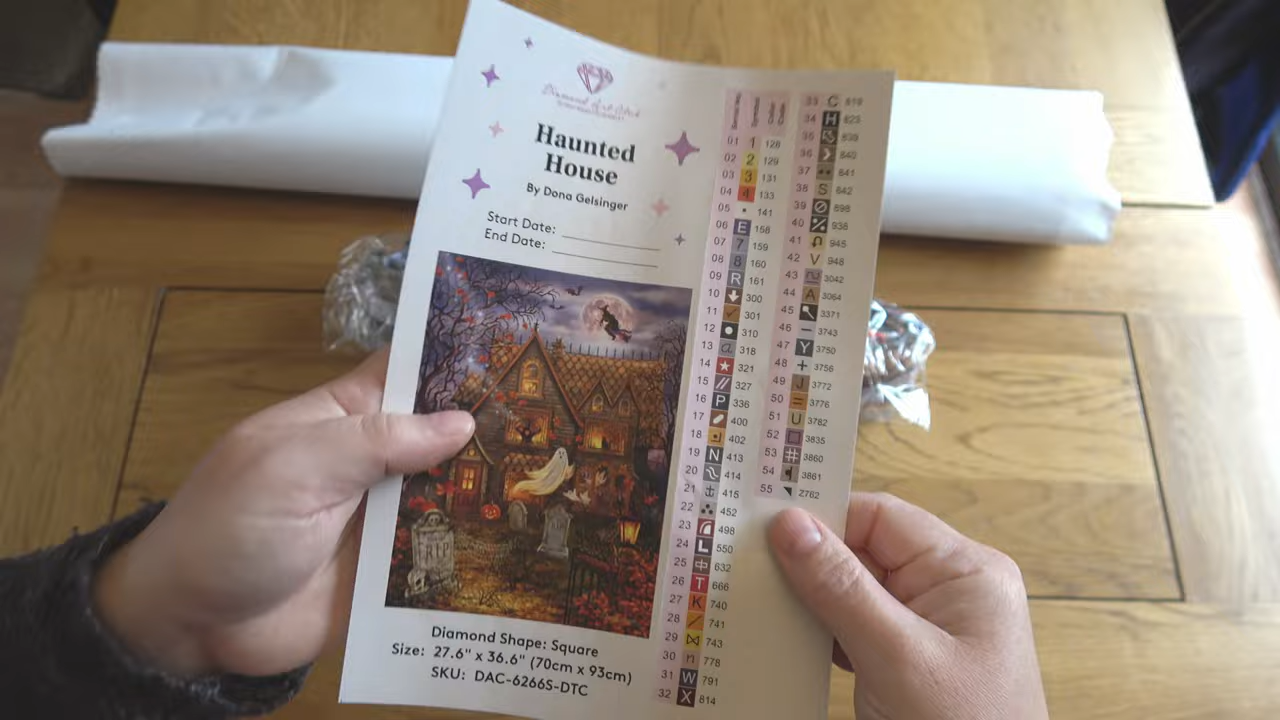 Diamond Art Club
Haunted
House
By Dona Gelsinger
Start Date:
End Date:
RIP
Diamond Shape: Square
Size: 27.6" x 36.6" (70cm x 93cm)
SKU: DAC-6266S-DTC
01 1 128
02 2 129
03 3 131
04 4 133
05 • 141
06 E 158
07 7 159
08 8 160
09 R 161
10 300
11 ✓ 301
12 310
13 a 318
14 ★ 321
15 // 327
16 P 336
17 400
18 402
19 N 413
20 414
21 ⚓ 415
22 452
23 498
24 L 550
25 中 632
26 T 666
27 K 740
28 / 741
29 743
30 n 778
31 W 791
32 X 814
33 C 819
34 H 823
35 839
36 840
37 •• 841
38 S 842
39 898
40 938
41 945
42 V 948
43 3042
44 A 3064
45 3371
46 – 3743
47 Y 3750
48 + 3756
49 J 3772
50 = 3776
51 U 3782
52 □ 3835
53 # 3860
54 3861
55 Z762